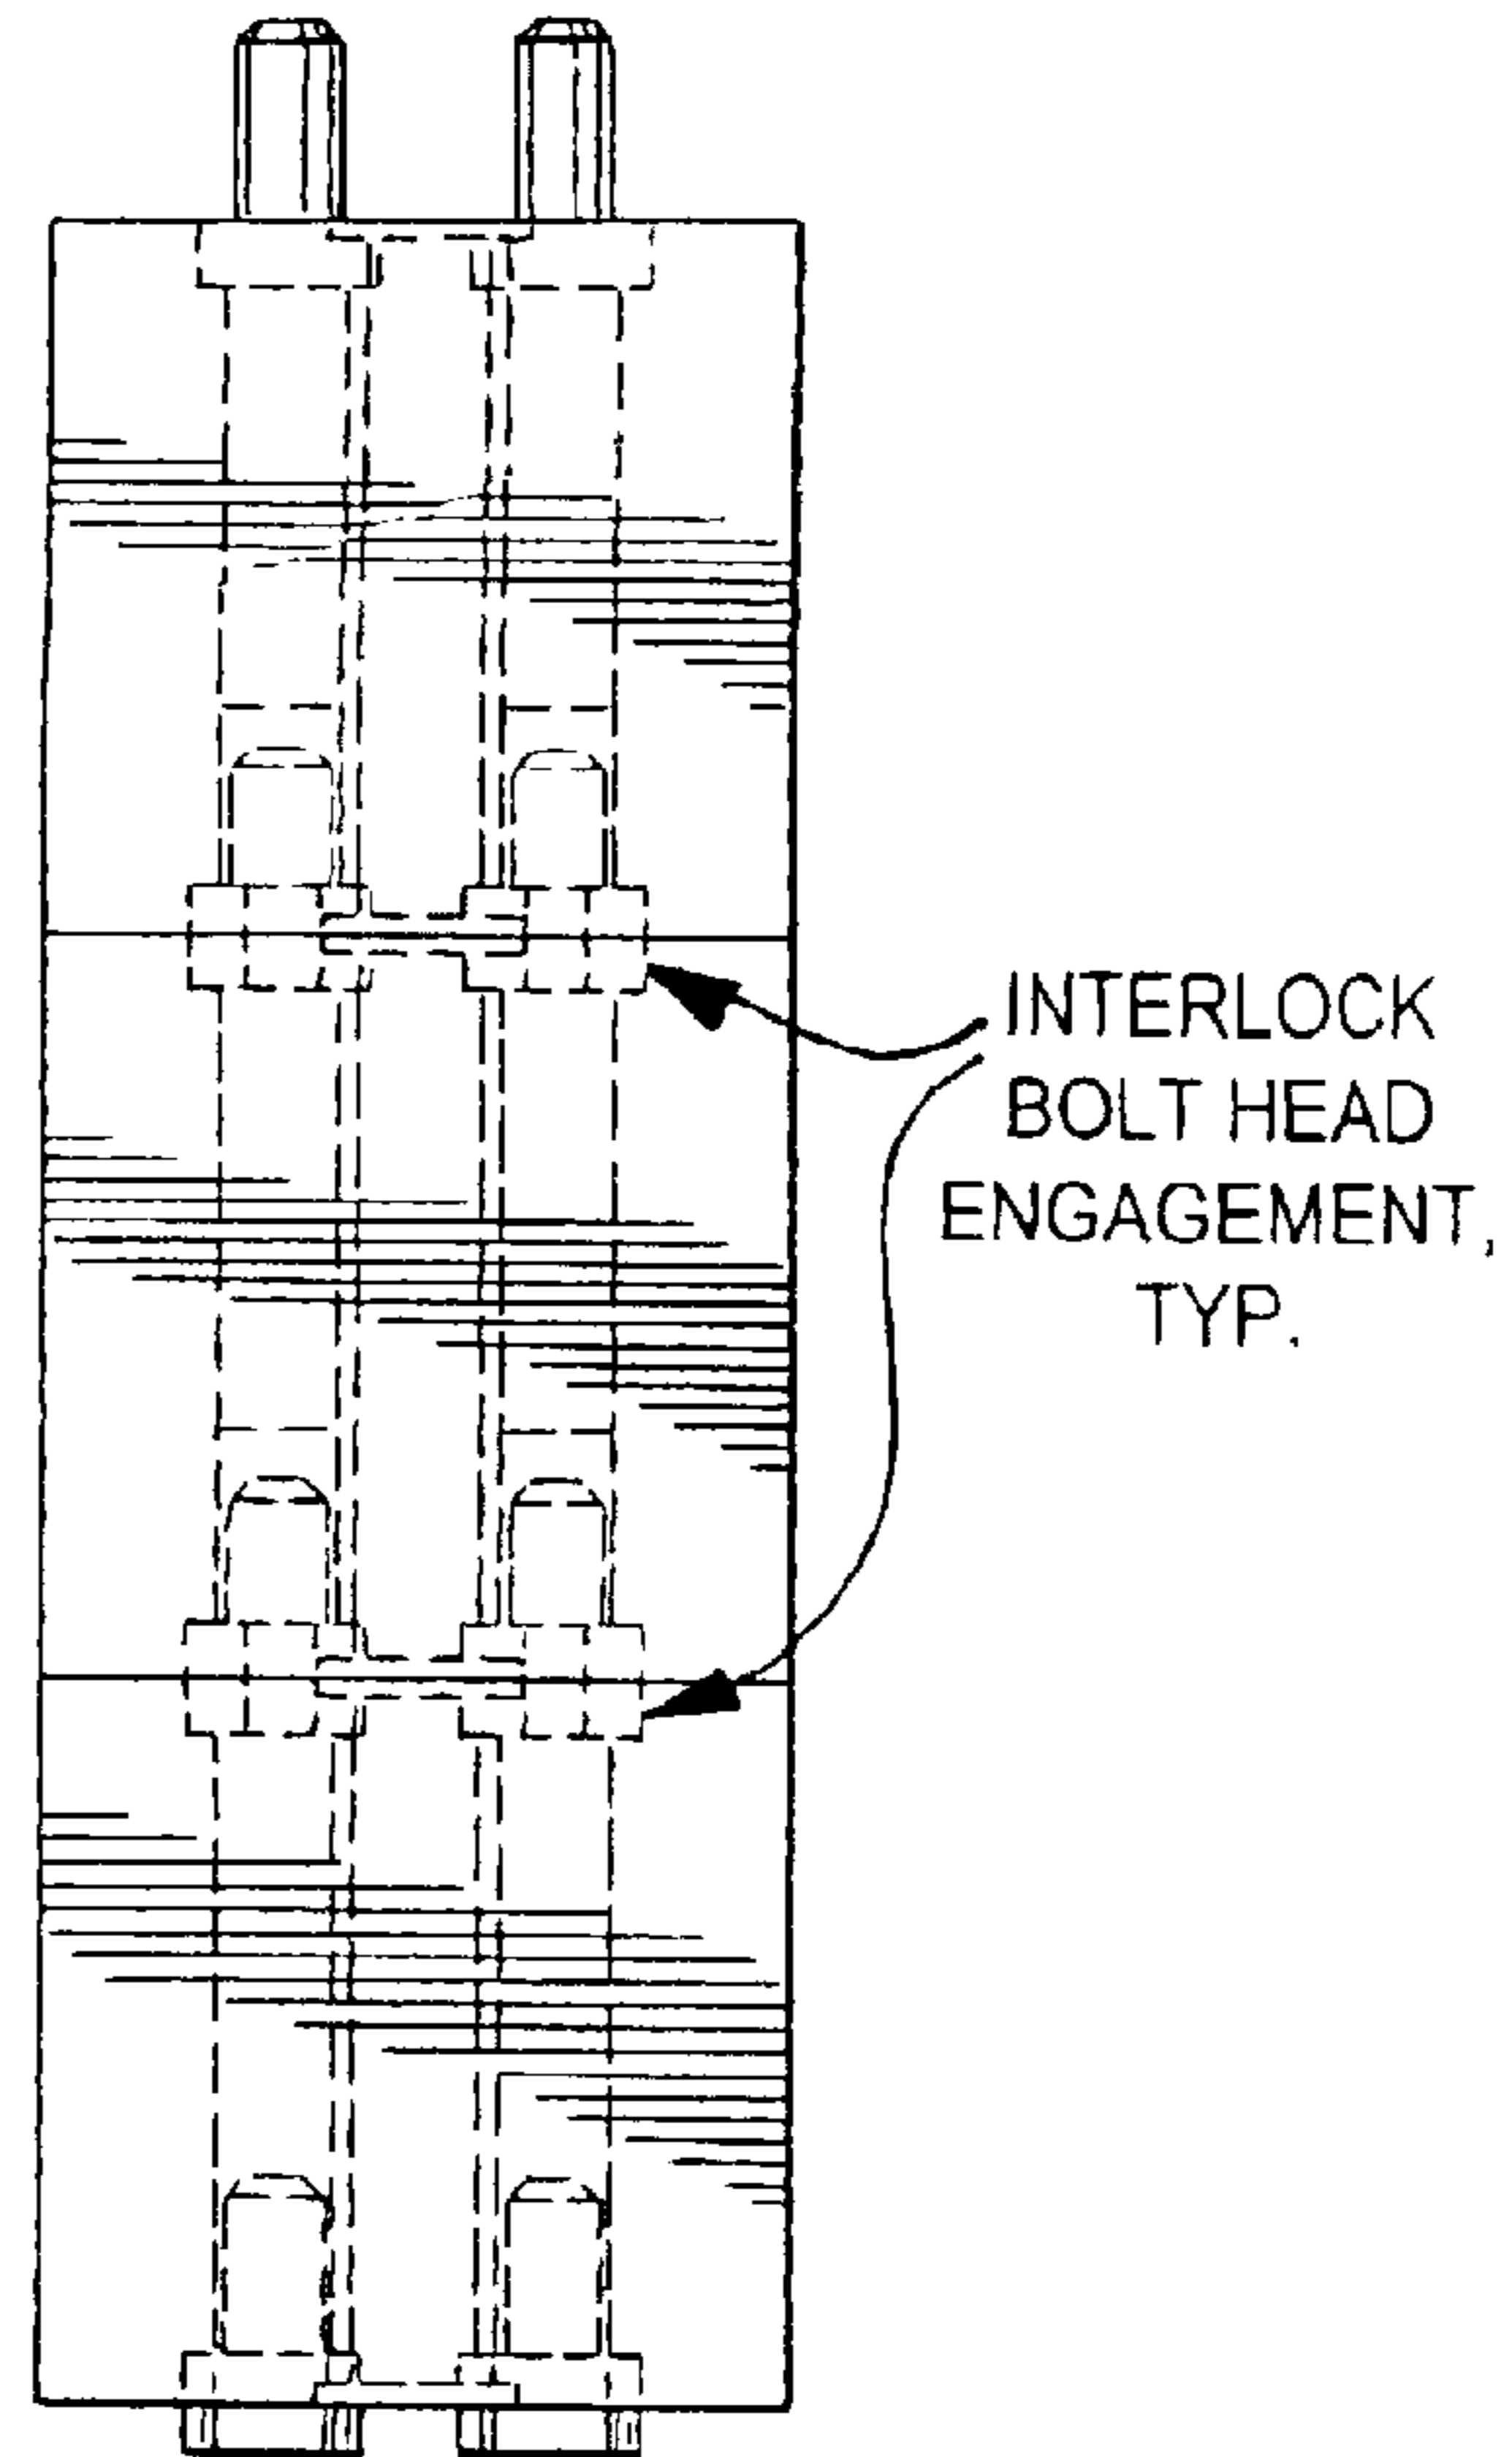 INTERLOCK
BOLT HEAD
ENGAGEMENT,
TYP.